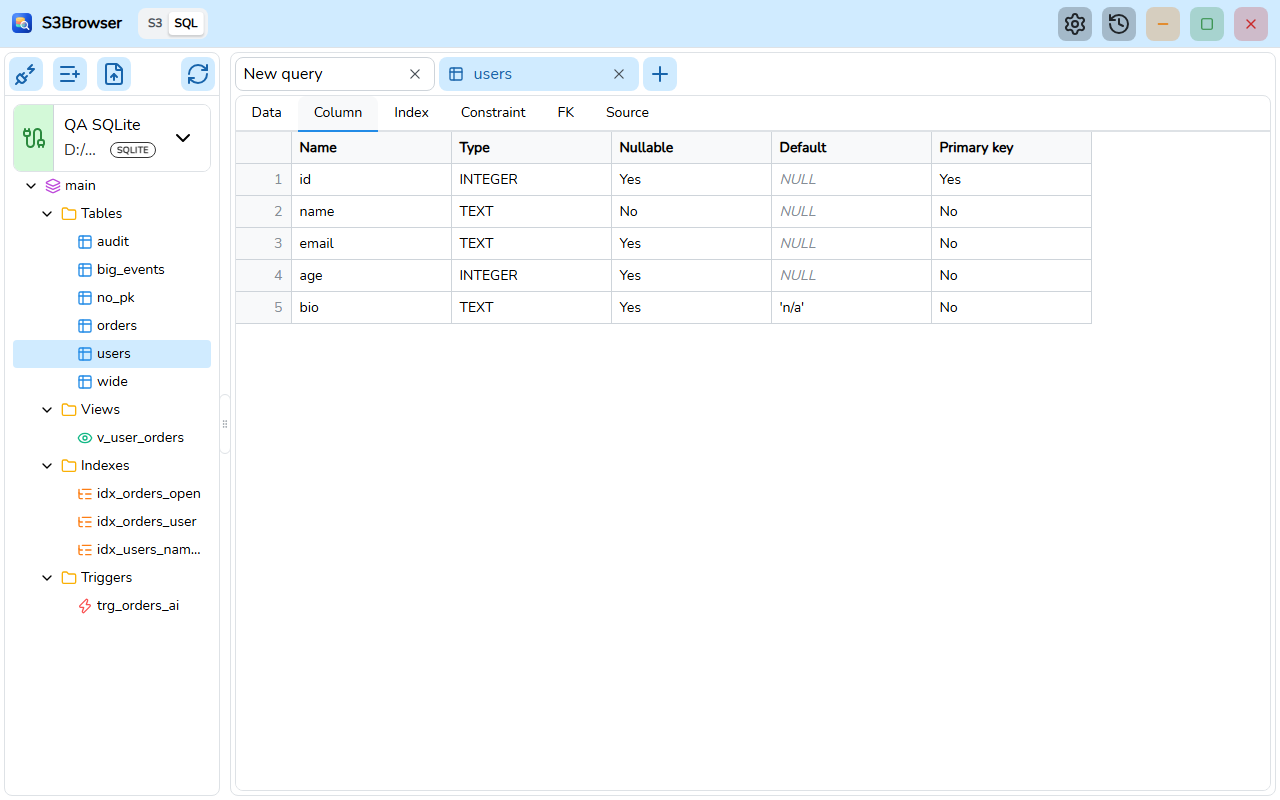 S3Browser S3 SQL
New query users
QA SQLite
D:/... SQLITE
main
Tables
audit
big_events
no_pk
orders
users
wide
Views
v_user_orders
Indexes
idx_orders_open
idx_orders_user
idx_users_nam...
Triggers
trg_orders_ai
Data Column Index Constraint FK Source
Name Type Nullable Default Primary key
1 id INTEGER Yes NULL Yes
2 name TEXT No NULL No
3 email TEXT Yes NULL No
4 age INTEGER Yes NULL No
5 bio TEXT Yes 'n/a' No